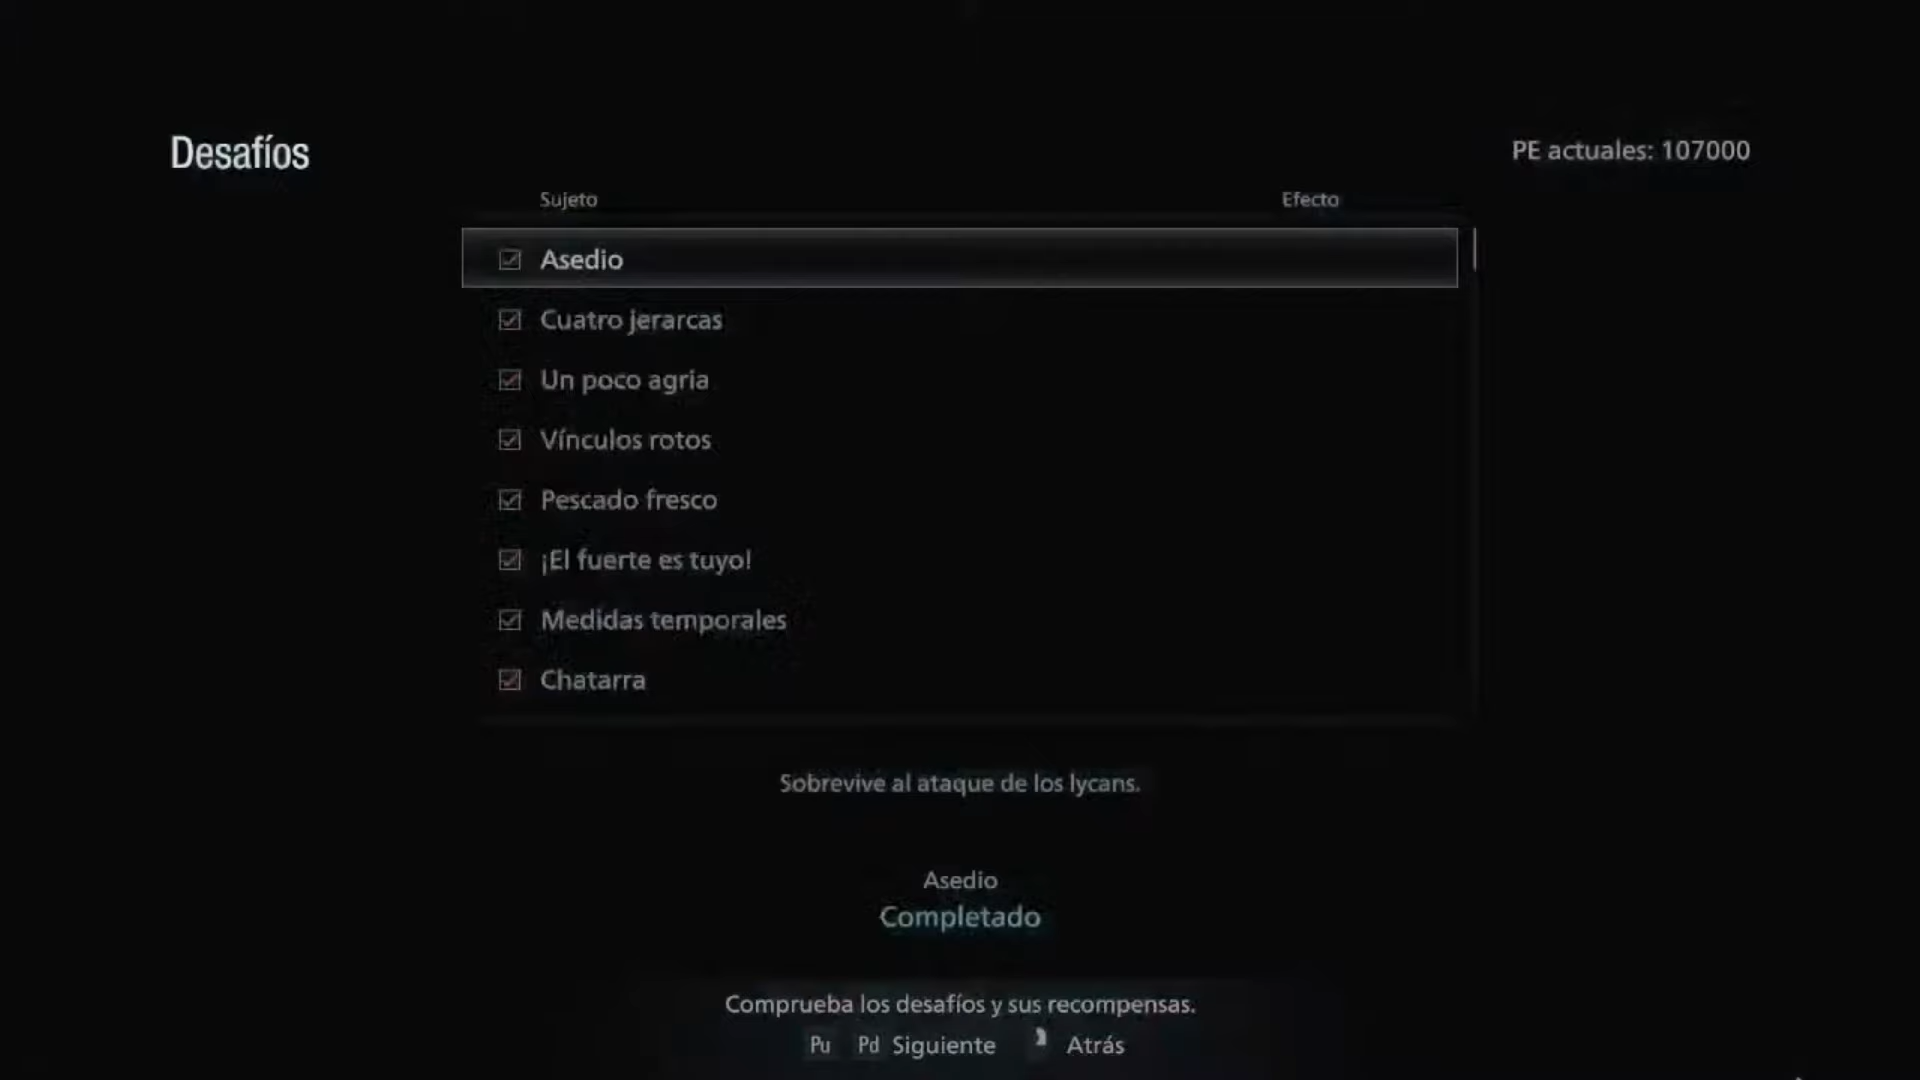 Desafíos
PE actuales: 107000
Sujeto
Efecto
Asedio
Cuatro jerarcas
Un poco agria
Vínculos rotos
Pescado fresco
¡El fuerte es tuyo!
Medidas temporales
Chatarra
Sobrevive al ataque de los lycans.
Asedio
Completado
Comprueba los desafíos y sus recompensas.
Pu Pd Siguiente Atrás